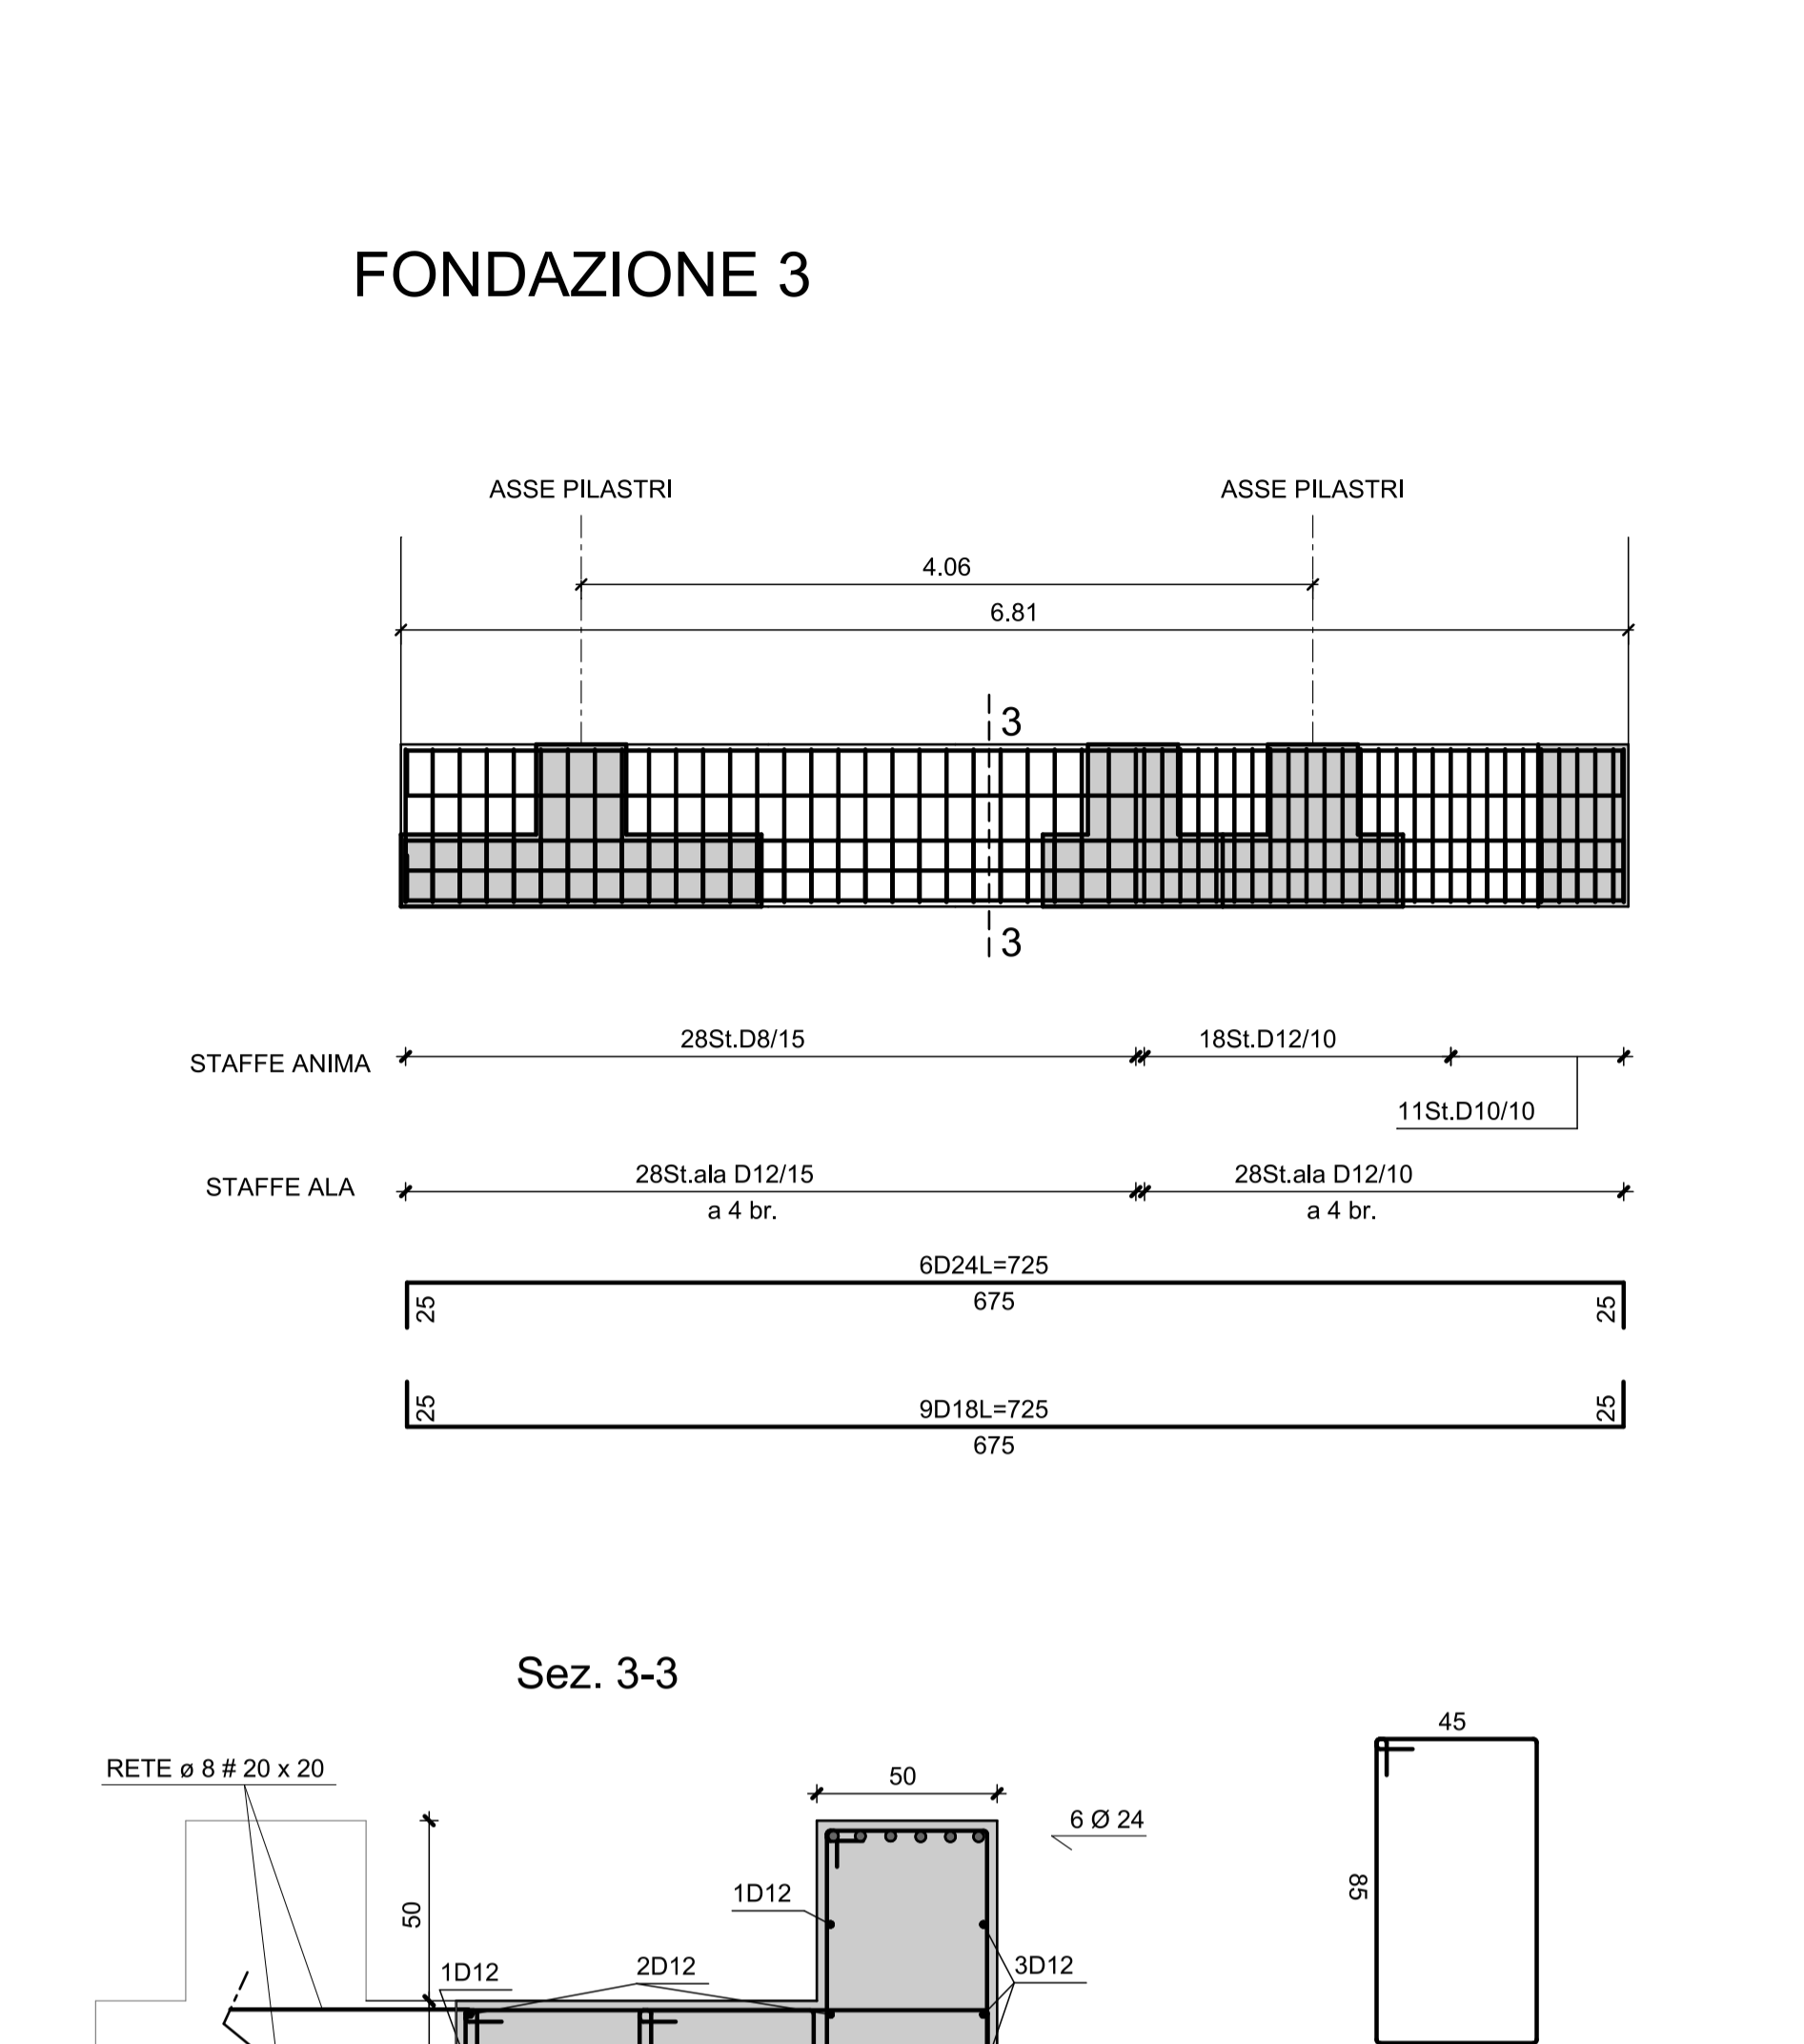 FONDAZIONE 3
ASSE PILASTRI
ASSE PILASTRI
4.06
6.81
3
3
STAFFE ANIMA
28St.D8/15
18St.D12/10
11St.D10/10
STAFFE ALA
28St.ala D12/15
a 4 br.
28St.ala D12/10
a 4 br.
6D24L=725
25
675
25
25
9D18L=725
25
675
Sez. 3-3
45
RETE ø 8 # 20 x 20
50
6 Ø 24
85
1D12
50
1D12
2D12
3D12